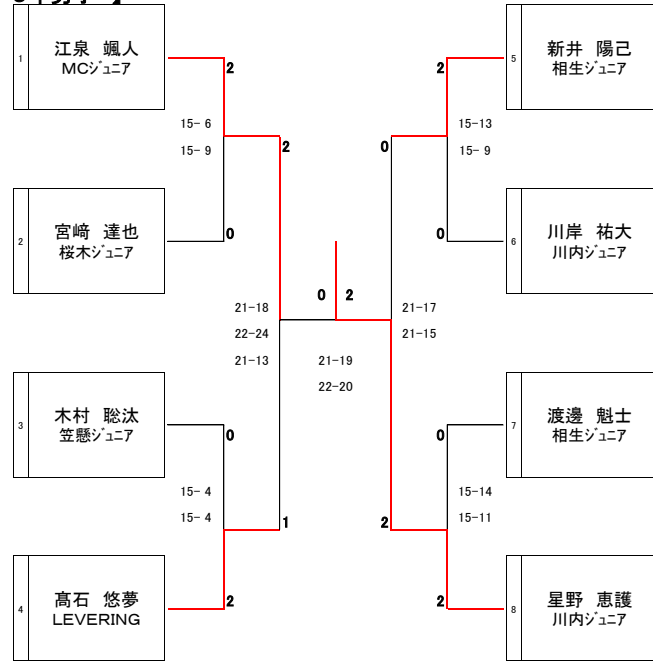 1
江泉 颯人
MCｼﾞｭﾆｱ
2
15- 6
15- 9
2
2
宮﨑 達也
桜木ｼﾞｭﾆｱ
0
21-18
22-24
21-13
3
木村 聡汰
笠懸ｼﾞｭﾆｱ
0
15- 4
15- 4
1
4
髙石 悠夢
LEVERING
2
0 2
21-19
22-20
5
新井 陽己
相生ｼﾞｭﾆｱ
2
15-13
15- 9
0
6
川岸 祐大
川内ｼﾞｭﾆｱ
0
21-17
21-15
7
渡邊 魁士
相生ｼﾞｭﾆｱ
0
15-14
15-11
2
8
星野 恵護
川内ｼﾞｭﾆｱ
2